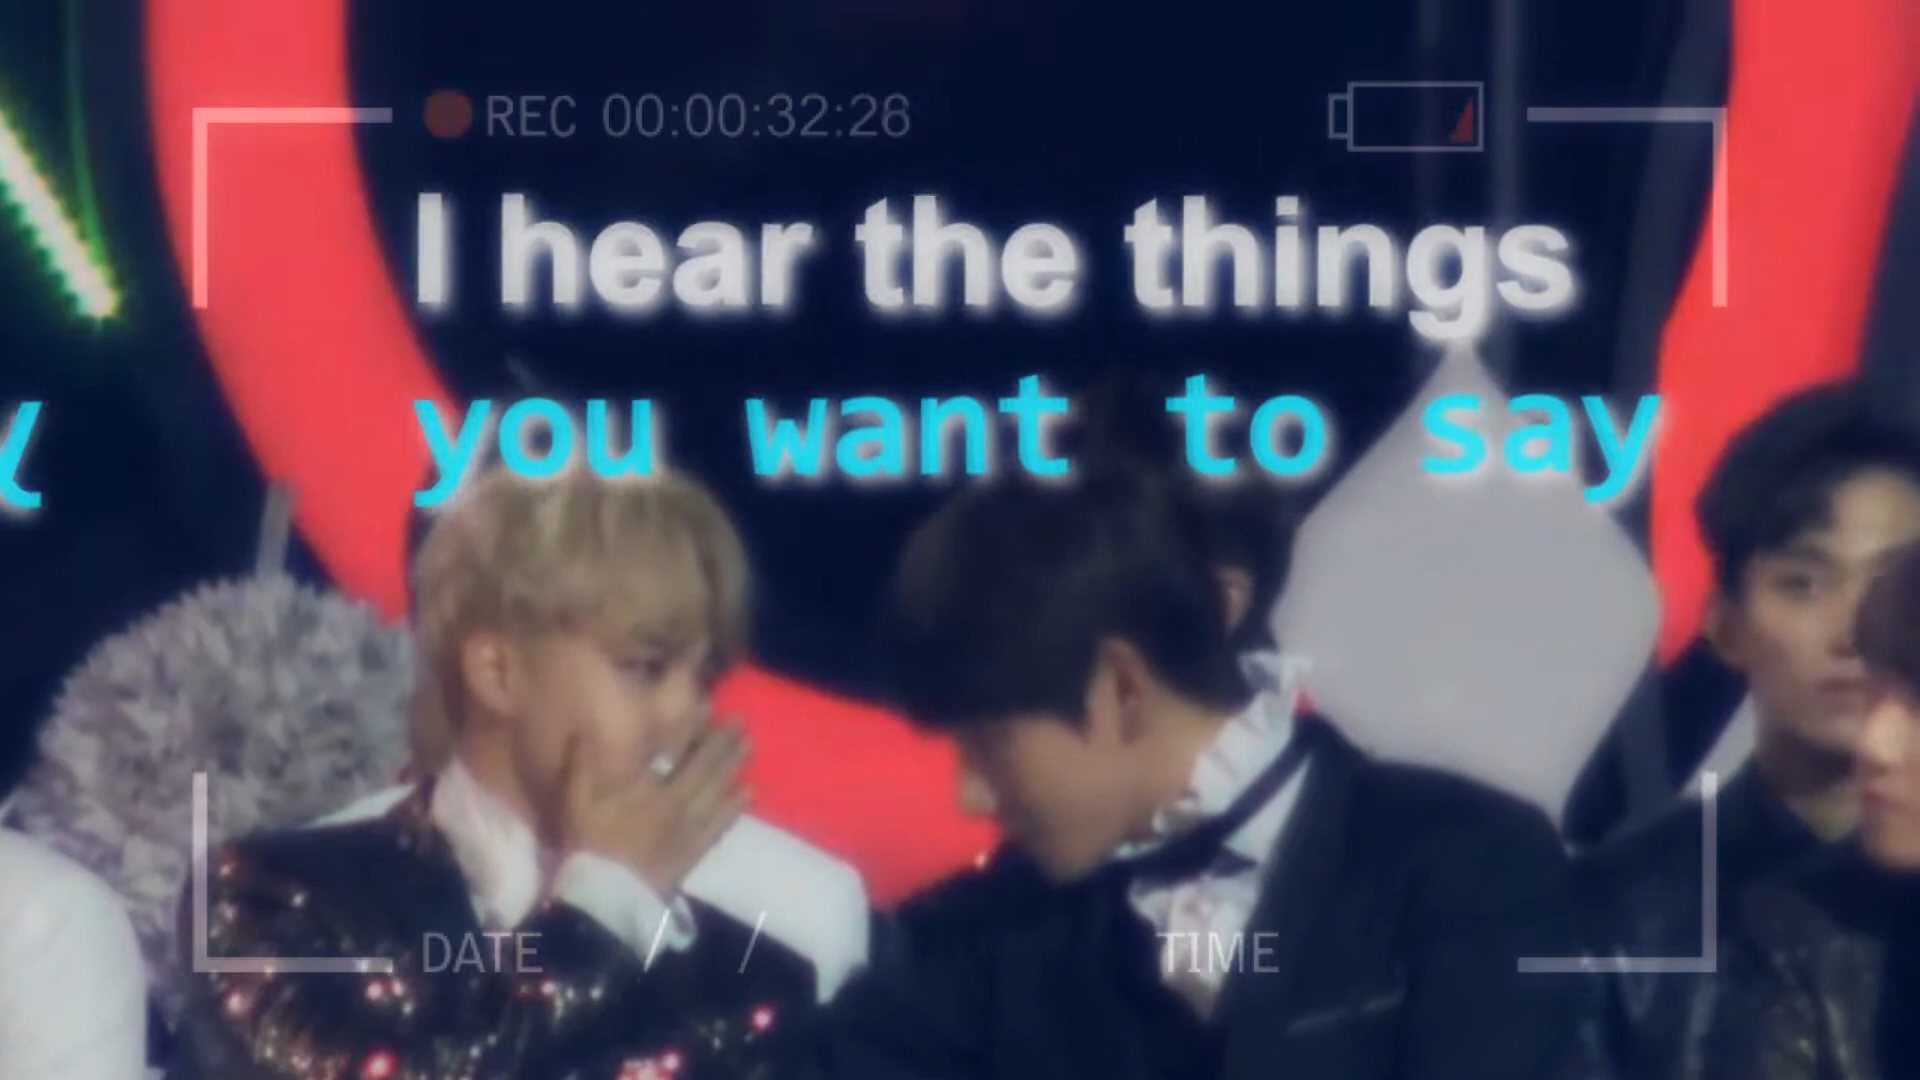 REC 00:00:32:28
I hear the things
you want to say
y
DATE / /
TIME